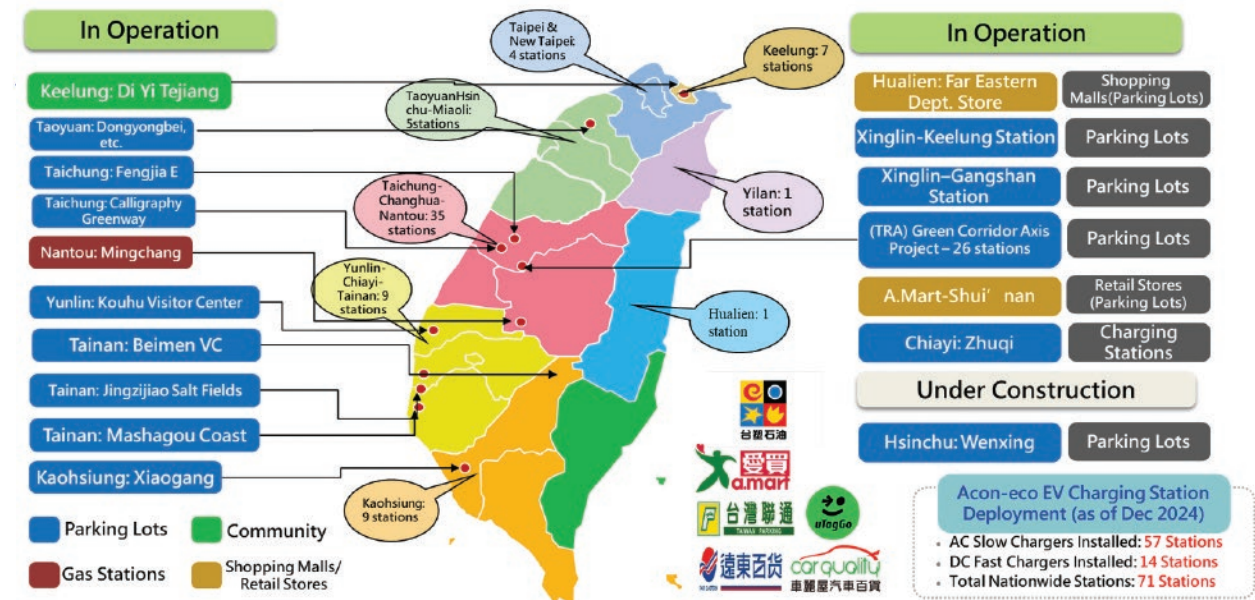 In Operation
Keelung: Di Yi Tejiang
Taoyuan: Dongyongbei,
etc.
Taichung: Fengjia E
Taichung: Calligraphy
Greenway
Nantou: Mingchang
Yunlin: Kouhu Visitor Center
Tainan: Beimen VC
Tainan: Jingzijiao Salt Fields
Tainan: Mashagou Coast
Kaohsiung: Xiaogang
Parking Lots
Community
Gas Stations
Shopping Malls/
Retail Stores
Taipei &
New Taipei:
4 stations
Keelung: 7
stations
TaoyuanHsin
chu-Miaoli:
5stations
Taichung-
Changhua-
Nantou: 35
stations
Yilan: 1
station
Yunlin-
Chiayi-
Tainan: 9
stations
Hualien: 1
station
Kaohsiung:
9 stations
台塑石油
愛買
a.mart
台灣聯通
TAIWAN PARKING
uTagGo
遠東百貨
carquality
車麗屋汽車百貨
In Operation
Hualien: Far Eastern
Dept. Store
Shopping
Malls(Parking Lots)
Xinglin-Keelung Station
Parking Lots
Xinglin–Gangshan
Station
Parking Lots
(TRA) Green Corridor Axis
Project – 26 stations
Parking Lots
A.Mart-Shui’ nan
Retail Stores
(Parking Lots)
Chiayi: Zhuqi
Charging
Stations
Under Construction
Hsinchu: Wenxing
Parking Lots
Acon-eco EV Charging Station
Deployment (as of Dec 2024)
• AC Slow Chargers Installed: 57 Stations
• DC Fast Chargers Installed: 14 Stations
• Total Nationwide Stations: 71 Stations